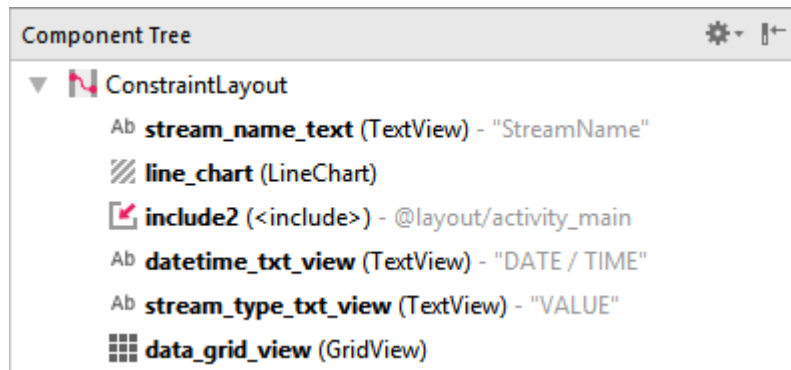 Component Tree
ConstraintLayout
Ab stream_name_text (TextView) - "StreamName"
line_chart (LineChart)
include2 (<include>) - @layout/activity_main
Ab datetime_txt_view (TextView) - "DATE / TIME"
Ab stream_type_txt_view (TextView) - "VALUE"
data_grid_view (GridView)